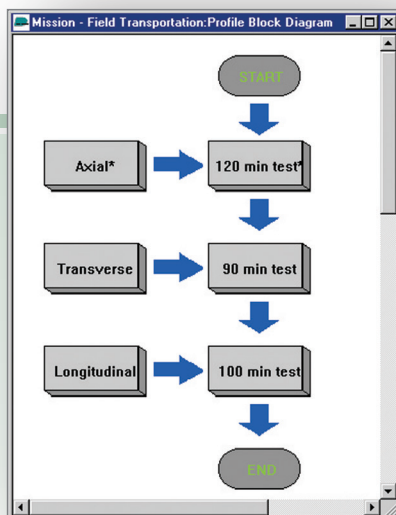 Mission - Field Transportation:Profile Block Diagram
START
Axial*
120 min test*
Transverse
90 min test
Longitudinal
100 min test
END